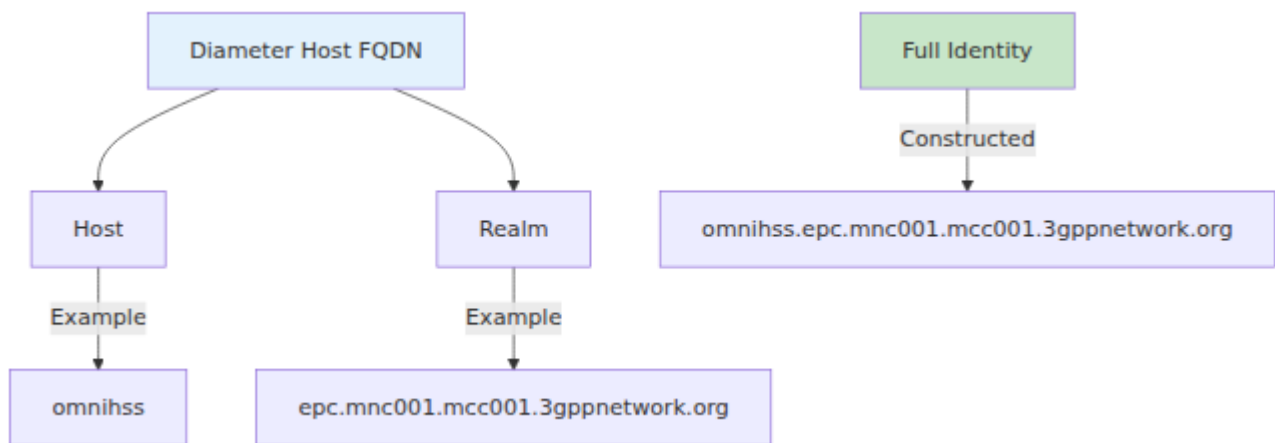 Diameter Host FQDN
Full Identity
Constructed
Host
Realm
omnihss.epc.mnc001.mcc001.3gppnetwork.org
Example
Example
omnihss
epc.mnc001.mcc001.3gppnetwork.org